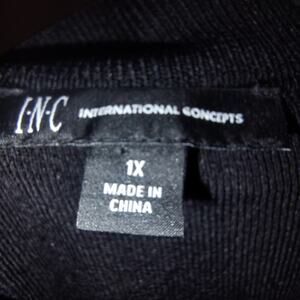 I·N·C INTERNATIONAL CONCEPTS
1X
MADE IN
CHINA